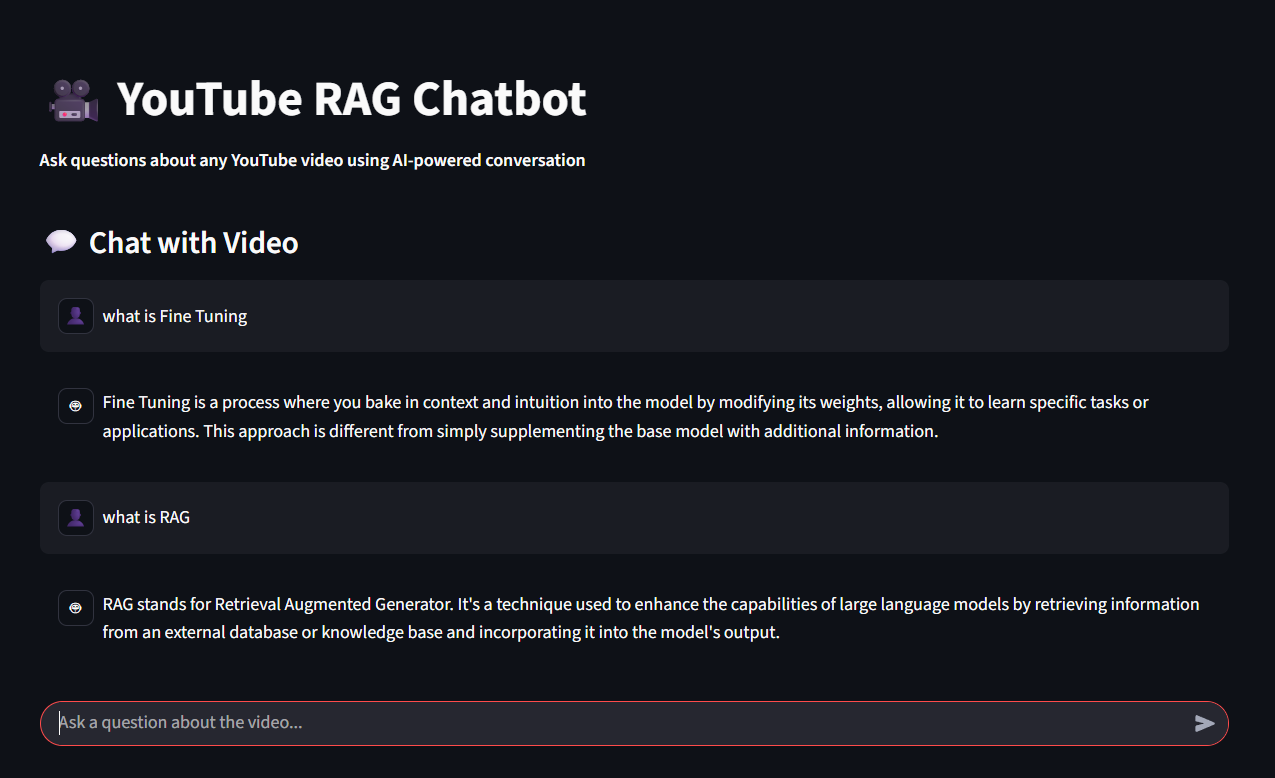 YouTube RAG Chatbot
Ask questions about any YouTube video using AI-powered conversation
Chat with Video
what is Fine Tuning
Fine Tuning is a process where you bake in context and intuition into the model by modifying its weights, allowing it to learn specific tasks or
applications. This approach is different from simply supplementing the base model with additional information.
what is RAG
RAG stands for Retrieval Augmented Generator. It's a technique used to enhance the capabilities of large language models by retrieving information
from an external database or knowledge base and incorporating it into the model's output.
Ask a question about the video...